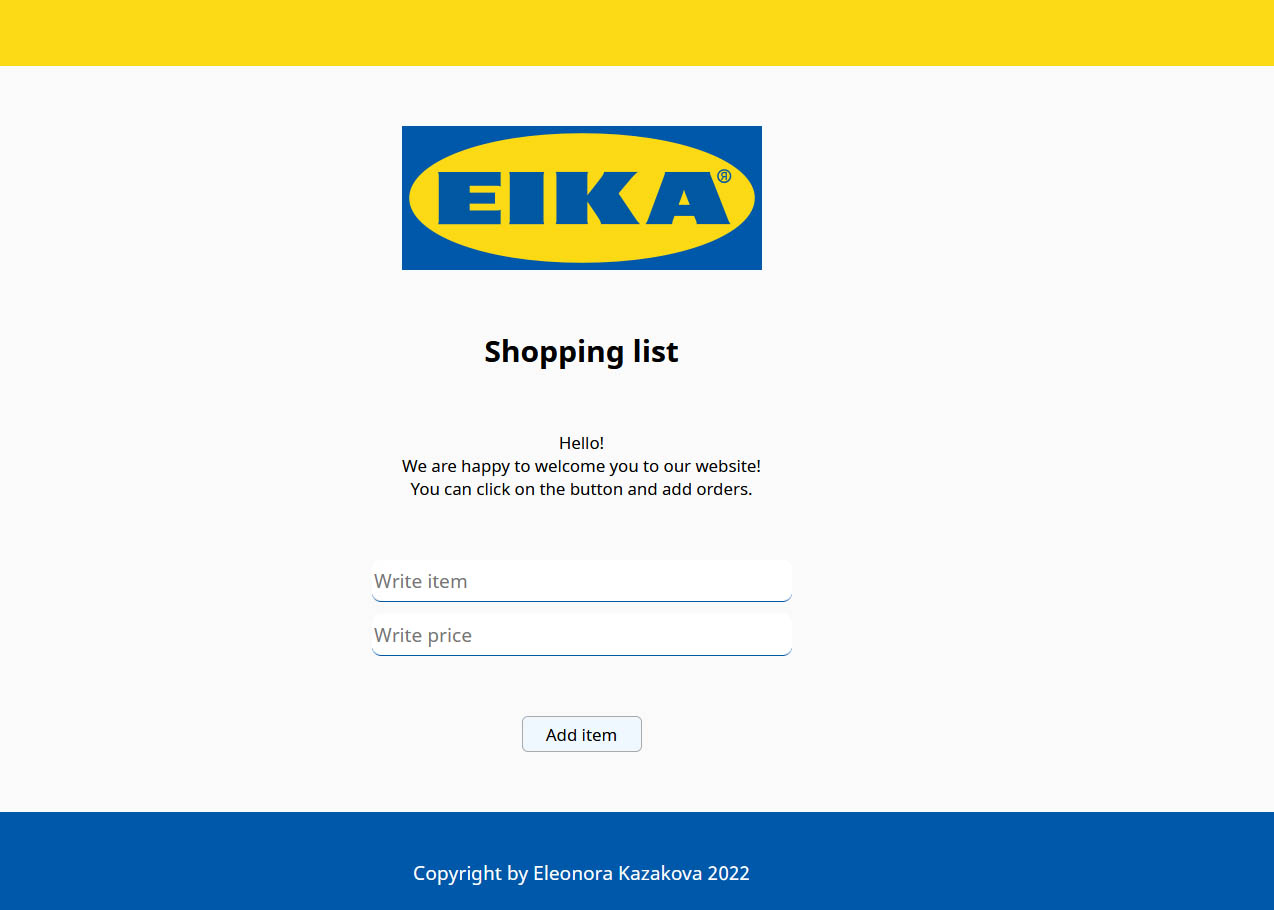 EIKA®
Shopping list
Hello!
We are happy to welcome you to our website!
You can click on the button and add orders.
Write item
Write price
Add item
Copyright by Eleonora Kazakova 2022